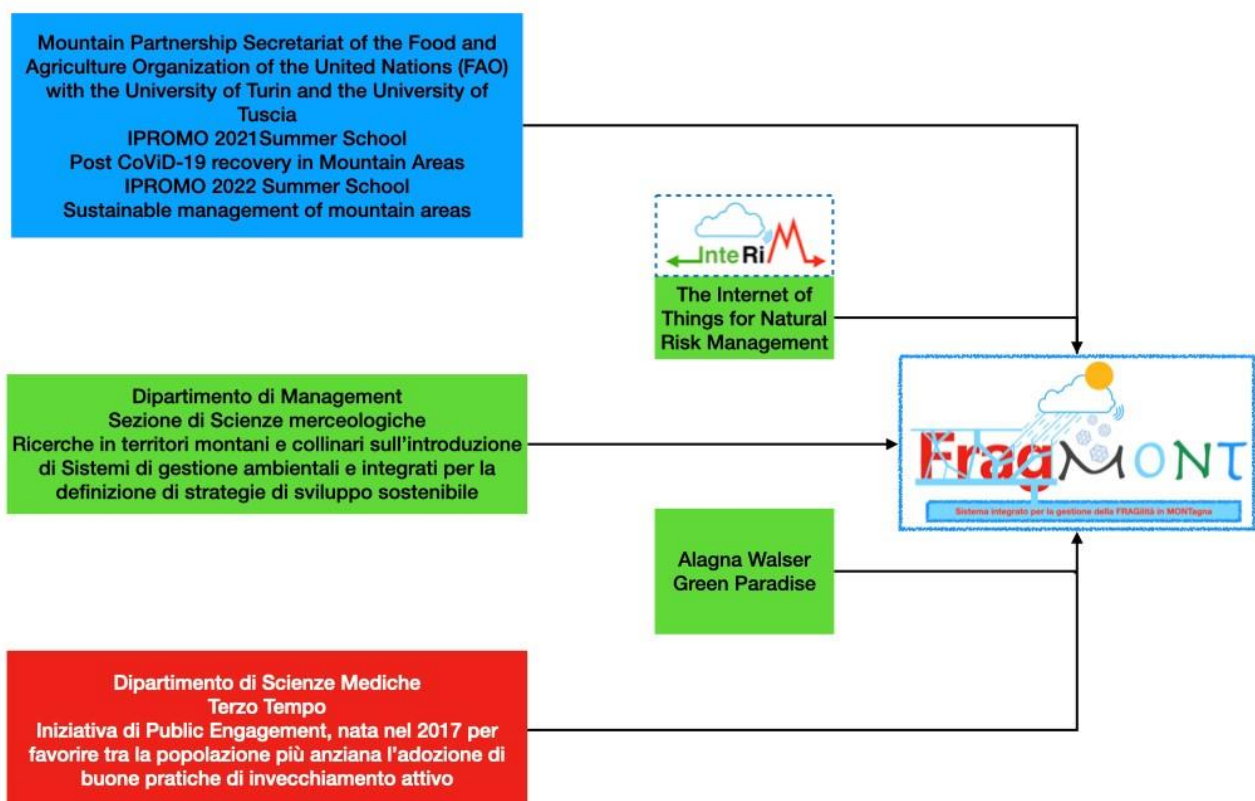 Mountain Partnership Secretariat of the Food and
Agriculture Organization of the United Nations (FAO)
with the University of Turin and the University of
Tuscia
IPROMO 2021Summer School
Post CoViD-19 recovery in Mountain Areas
IPROMO 2022 Summer School
Sustainable management of mountain areas
InteRiM
The Internet of
Things for Natural
Risk Management
Dipartimento di Management
Sezione di Scienze merceologiche
Ricerche in territori montani e collinari sull’introduzione
di Sistemi di gestione ambientali e integrati per la
definizione di strategie di sviluppo sostenibile
FragMONT
Sistema integrato per la gestione della FRAGilità in MONTagna
Alagna Walser
Green Paradise
Dipartimento di Scienze Mediche
Terzo Tempo
Iniziativa di Public Engagement, nata nel 2017 per
favorire tra la popolazione più anziana l’adozione di
buone pratiche di invecchiamento attivo